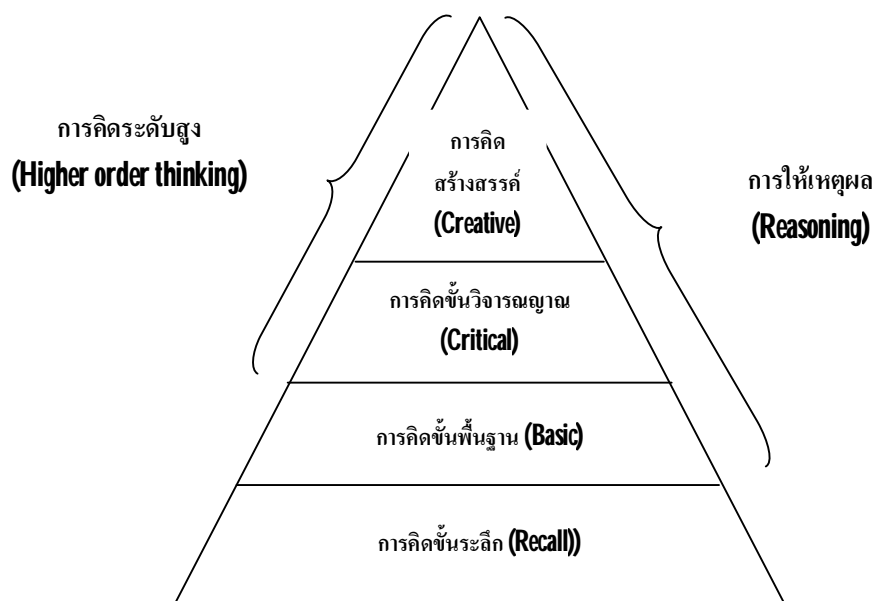 การคิดระดับสูง
(Higher order thinking)
การคิด
สร้างสรรค์
(Creative)
การให้เหตุผล
(Reasoning)
การคิดขั้นวิจารณญาณ
(Critical)
การคิดขั้นพื้นฐาน (Basic)
การคิดขั้นระลึก (Recall))